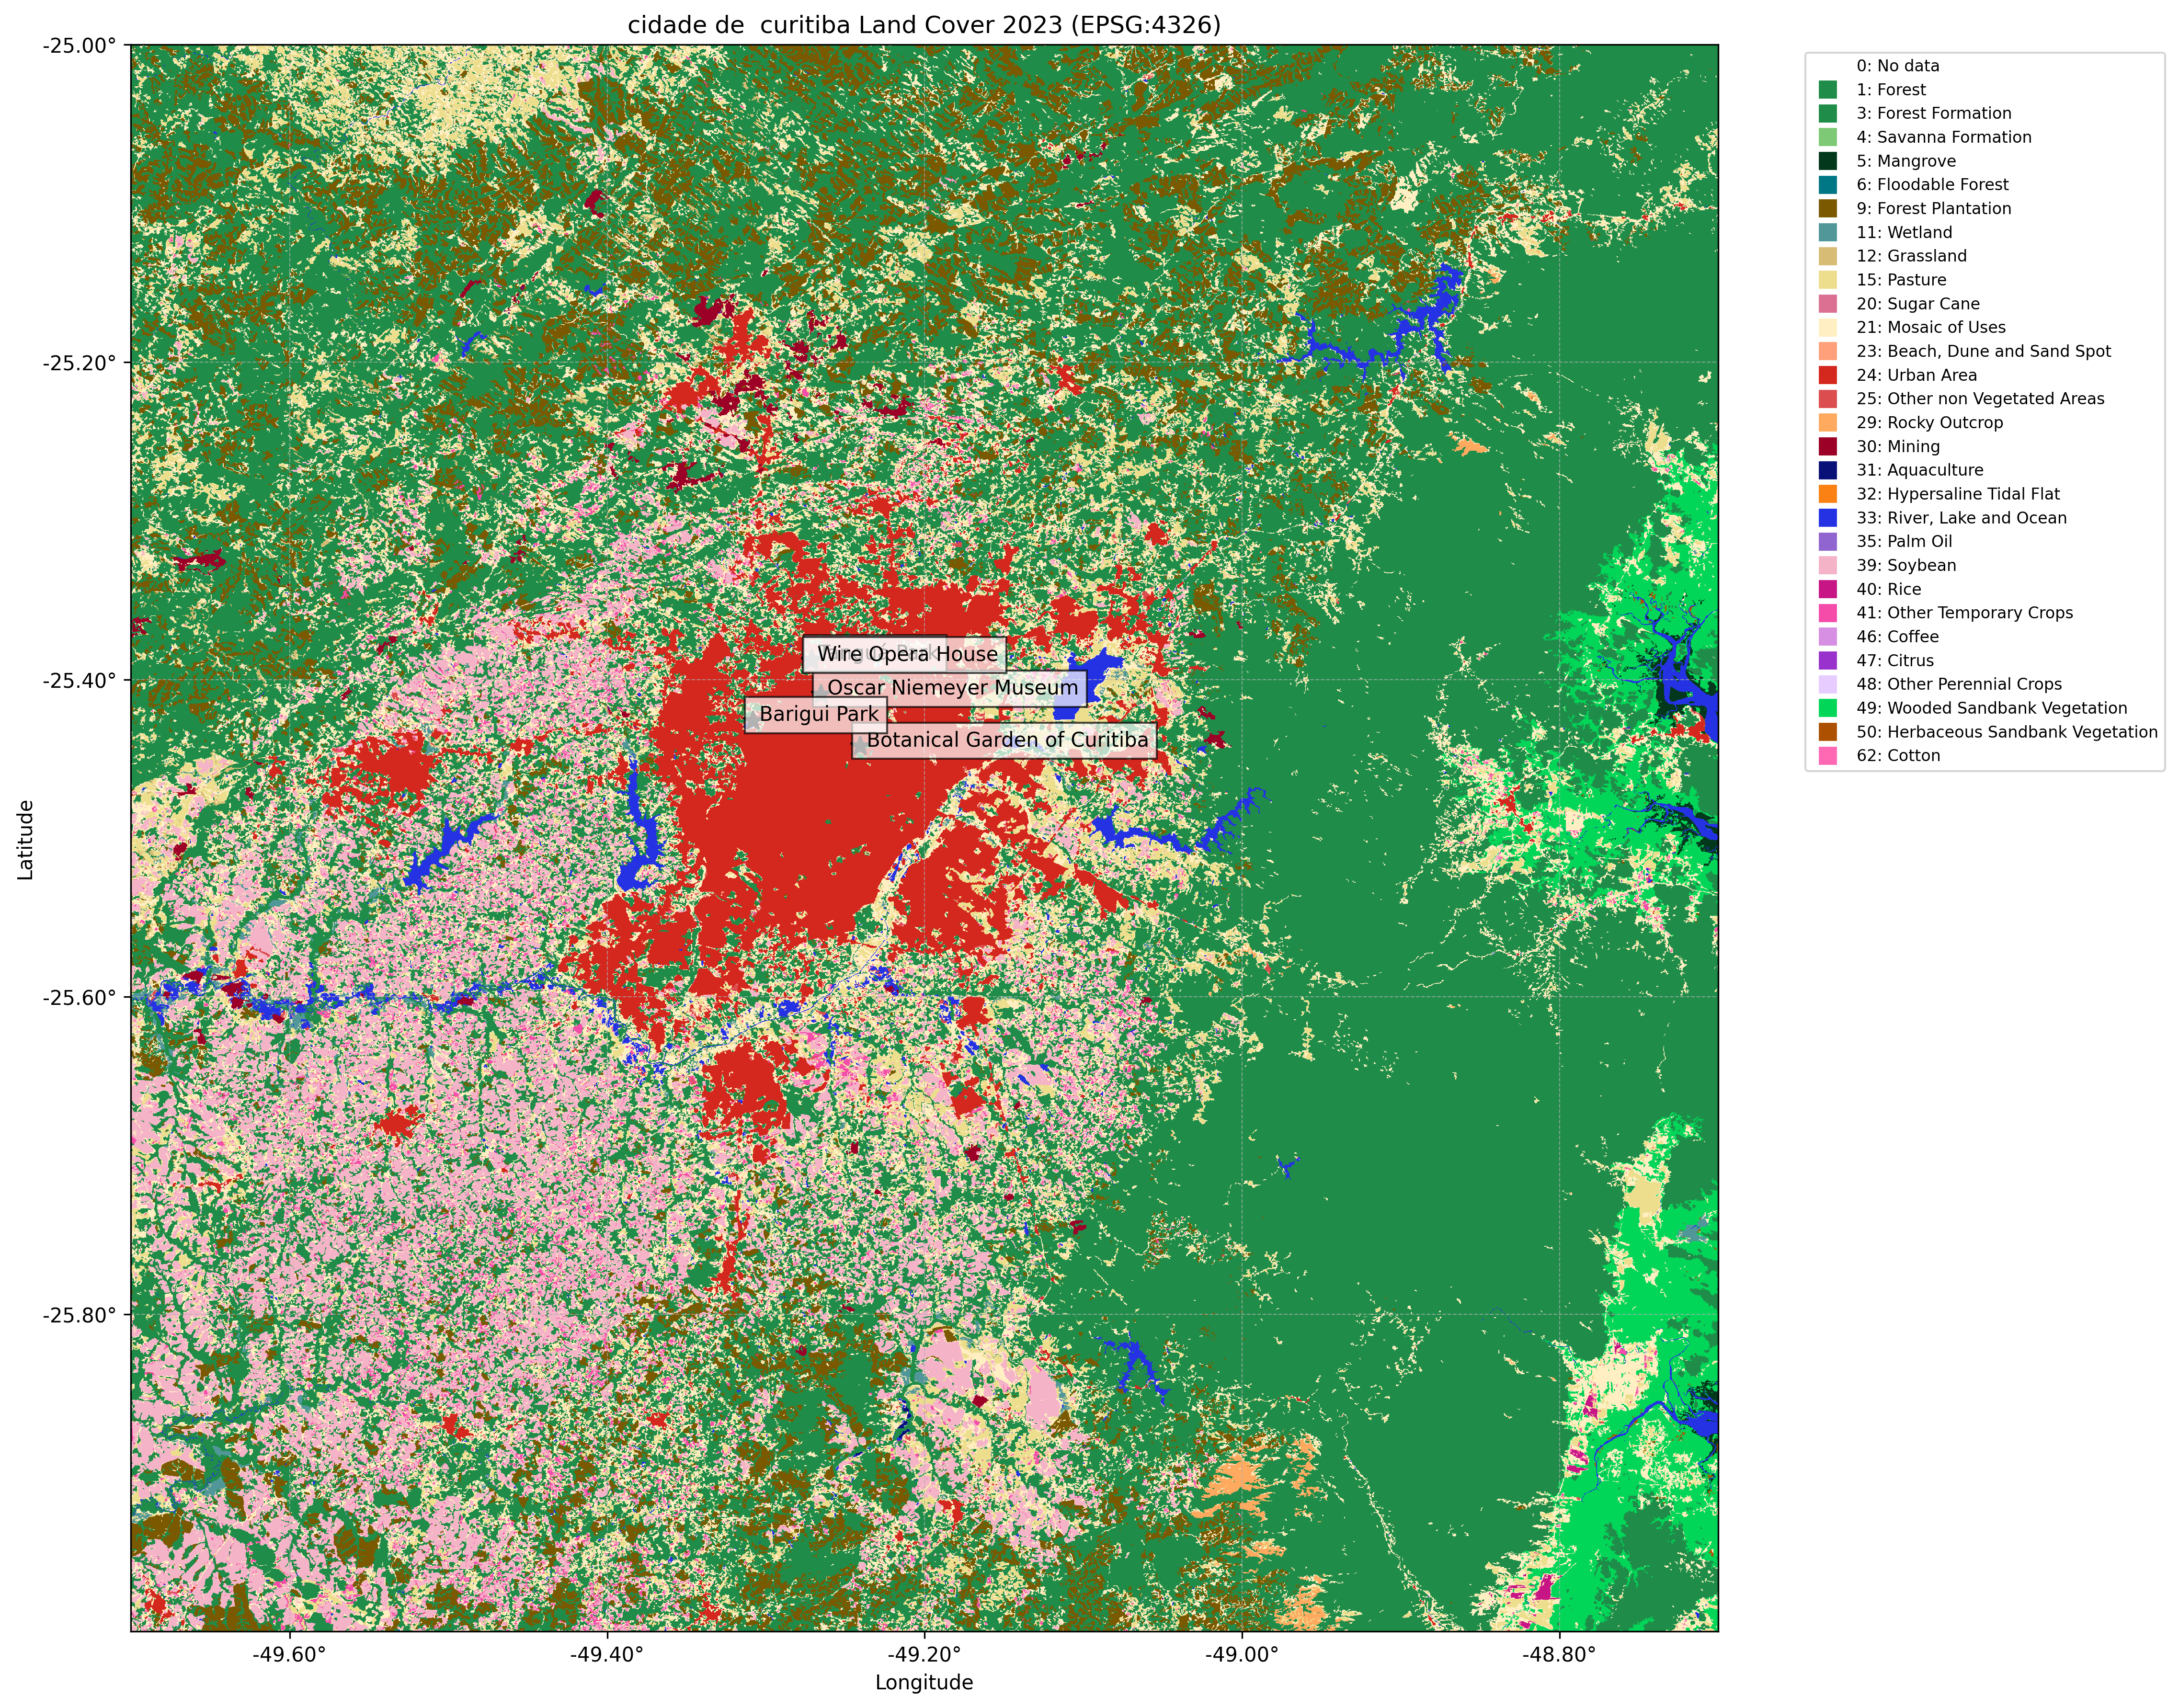 cidade de  curitiba Land Cover 2023 (EPSG:4326)
-25.00°
-25.20°
-25.40°
-25.60°
-25.80°
Latitude
Wire Opera House
Oscar Niemeyer Museum
Barigui Park
Botanical Garden of Curitiba
-49.60°
-49.40°
-49.20°
-49.00°
-48.80°
Longitude
0: No data
1: Forest
3: Forest Formation
4: Savanna Formation
5: Mangrove
6: Floodable Forest
9: Forest Plantation
11: Wetland
12: Grassland
15: Pasture
20: Sugar Cane
21: Mosaic of Uses
23: Beach, Dune and Sand Spot
24: Urban Area
25: Other non Vegetated Areas
29: Rocky Outcrop
30: Mining
31: Aquaculture
32: Hypersaline Tidal Flat
33: River, Lake and Ocean
35: Palm Oil
39: Soybean
40: Rice
41: Other Temporary Crops
46: Coffee
47: Citrus
48: Other Perennial Crops
49: Wooded Sandbank Vegetation
50: Herbaceous Sandbank Vegetation
62: Cotton